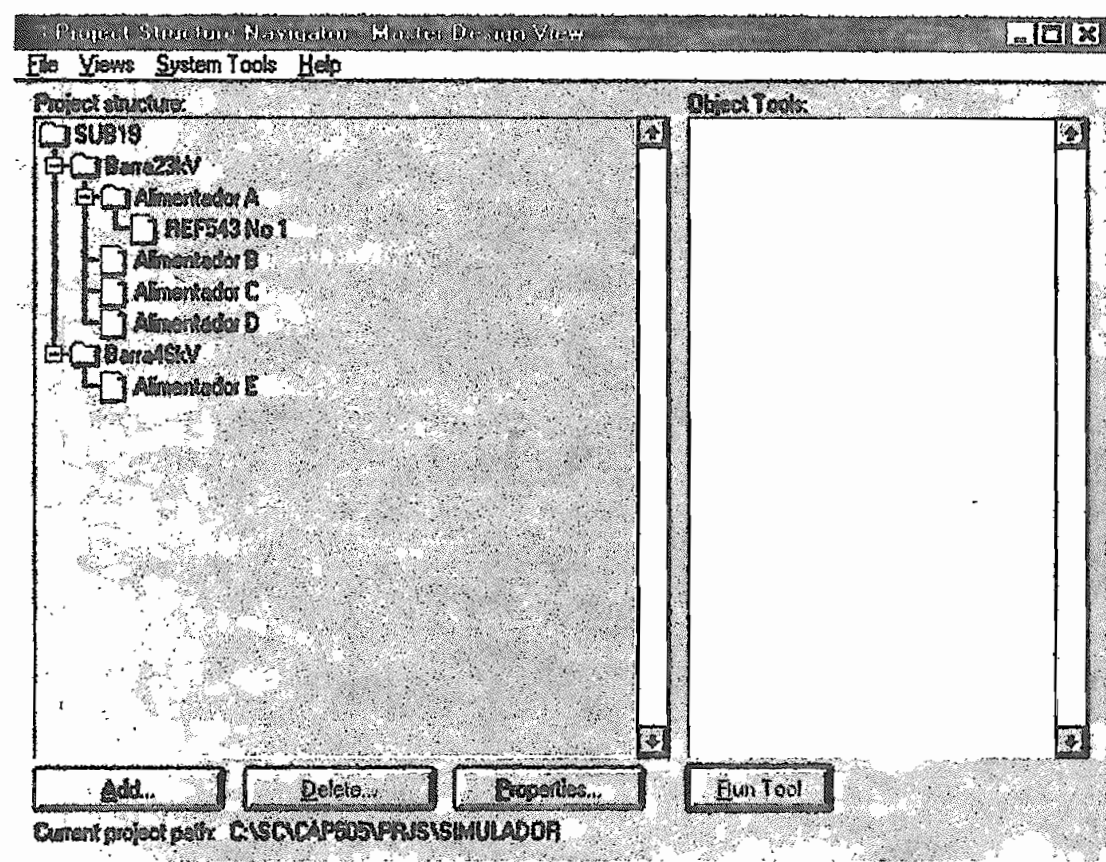 Project Structure Navigator - Master Design View
File Views System Tools Help
Project structure:
Object Tools:
SUB19
Barra23kV
Alimentador A
REF543 No 1
Alimentador B
Alimentador C
Alimentador D
Barra46kV
Alimentador E
Add...
Delete...
Properties...
Run Tool
Current project path: C:\SC\CAP505\PRJS\SIMULADOR